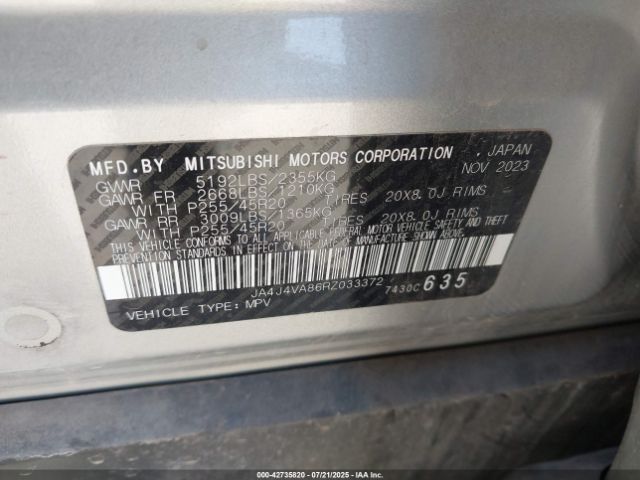 MFD.BY MITSUBISHI MOTORS CORPORATION , JAPAN
NOV 2023
GVWR 5192LBS/2355KG
GAWR FR 2668LBS/1210KG
WITH P255/45R20 TIRES 20X8.0J RIMS
GAWR RR 3009LBS/1365KG
WITH P255/45R20 TIRES 20X8.0J RIMS
THIS VEHICLE CONFORMS TO ALL APPLICABLE FEDERAL MOTOR VEHICLE SAFETY AND THEFT
PREVENTION STANDARDS IN EFFECT ON THE DATE OF MANUFACTURE SHOWN ABOVE.
JA4J4VA86RZ033372 7430C 635
VEHICLE TYPE: MPV
000-42735820 - 07/21/2025 - IAA Inc.